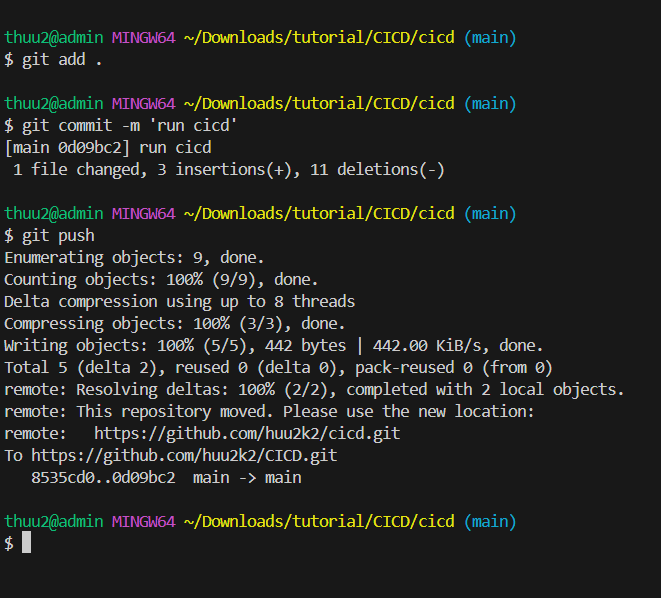 thuu2@admin MINGW64 ~/Downloads/tutorial/CICD/cicd (main)
$ git add .
thuu2@admin MINGW64 ~/Downloads/tutorial/CICD/cicd (main)
$ git commit -m 'run cicd'
[main 0d09bc2] run cicd
 1 file changed, 3 insertions(+), 11 deletions(-)
thuu2@admin MINGW64 ~/Downloads/tutorial/CICD/cicd (main)
$ git push
Enumerating objects: 9, done.
Counting objects: 100% (9/9), done.
Delta compression using up to 8 threads
Compressing objects: 100% (3/3), done.
Writing objects: 100% (5/5), 442 bytes | 442.00 KiB/s, done.
Total 5 (delta 2), reused 0 (delta 0), pack-reused 0 (from 0)
remote: Resolving deltas: 100% (2/2), completed with 2 local objects.
remote: This repository moved. Please use the new location:
remote:   https://github.com/huu2k2/cicd.git
To https://github.com/huu2k2/CICD.git
   8535cd0..0d09bc2  main -> main
thuu2@admin MINGW64 ~/Downloads/tutorial/CICD/cicd (main)
$